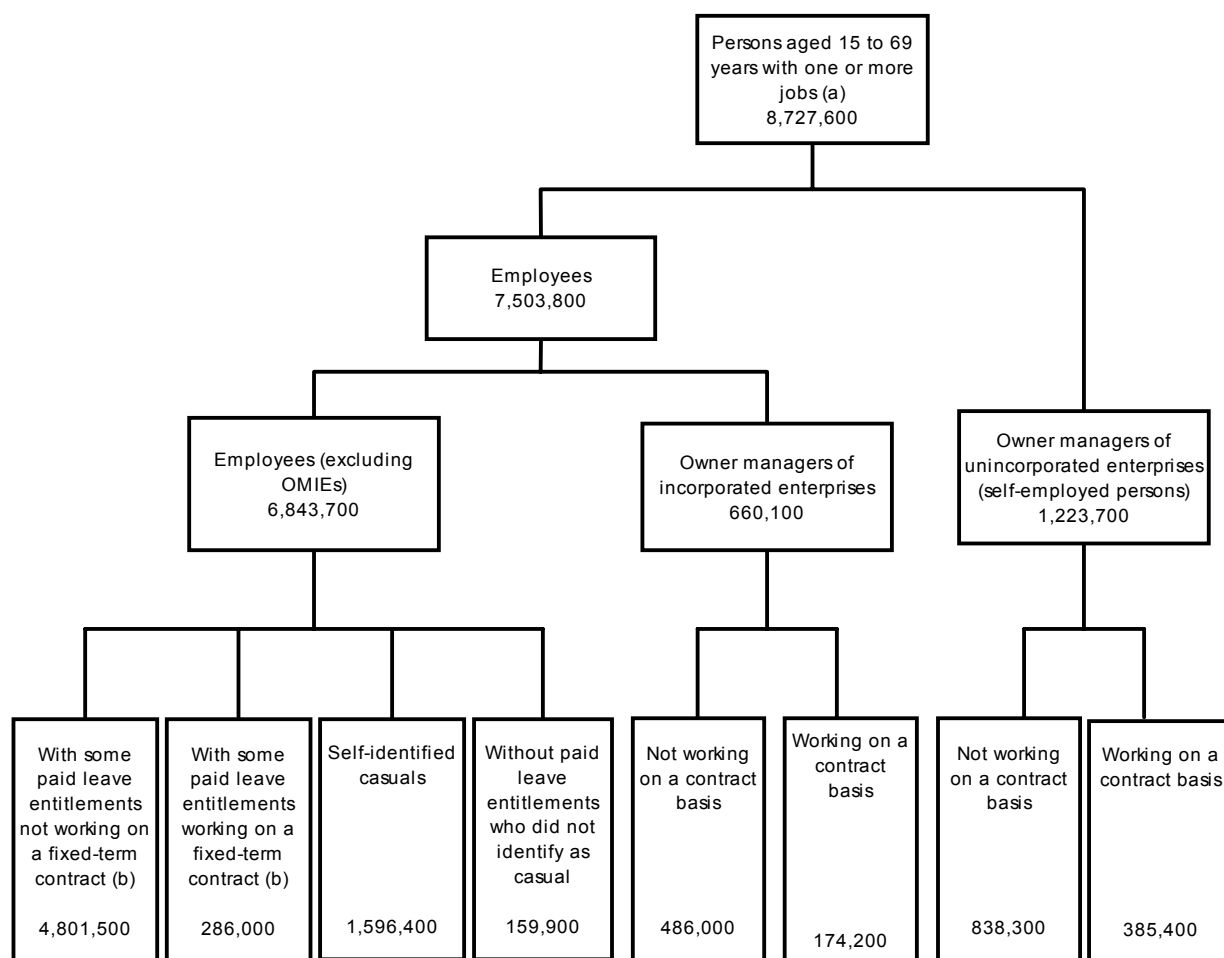 Persons aged 15 to 69
years with one or more
jobs (a)
8,727,600
Employees
7,503,800
Employees (excluding
OMIEs)
6,843,700
Owner managers of
incorporated enterprises
660,100
Owner managers of
unincorporated enterprises
(self-employed persons)
1,223,700
With some
paid leave
entitlements
not working on
a fixed-term
contract (b)
4,801,500
With some
paid leave
entitlements
working on a
fixed-term
contract (b)
286,000
Self-identified
casuals
1,596,400
Without paid
leave
entitlements
who did not
identify as
casual
159,900
Not working
on a contract
basis
486,000
Working on a
contract
basis
174,200
Not working
on a contract
basis
838,300
Working on a
contract basis
385,400